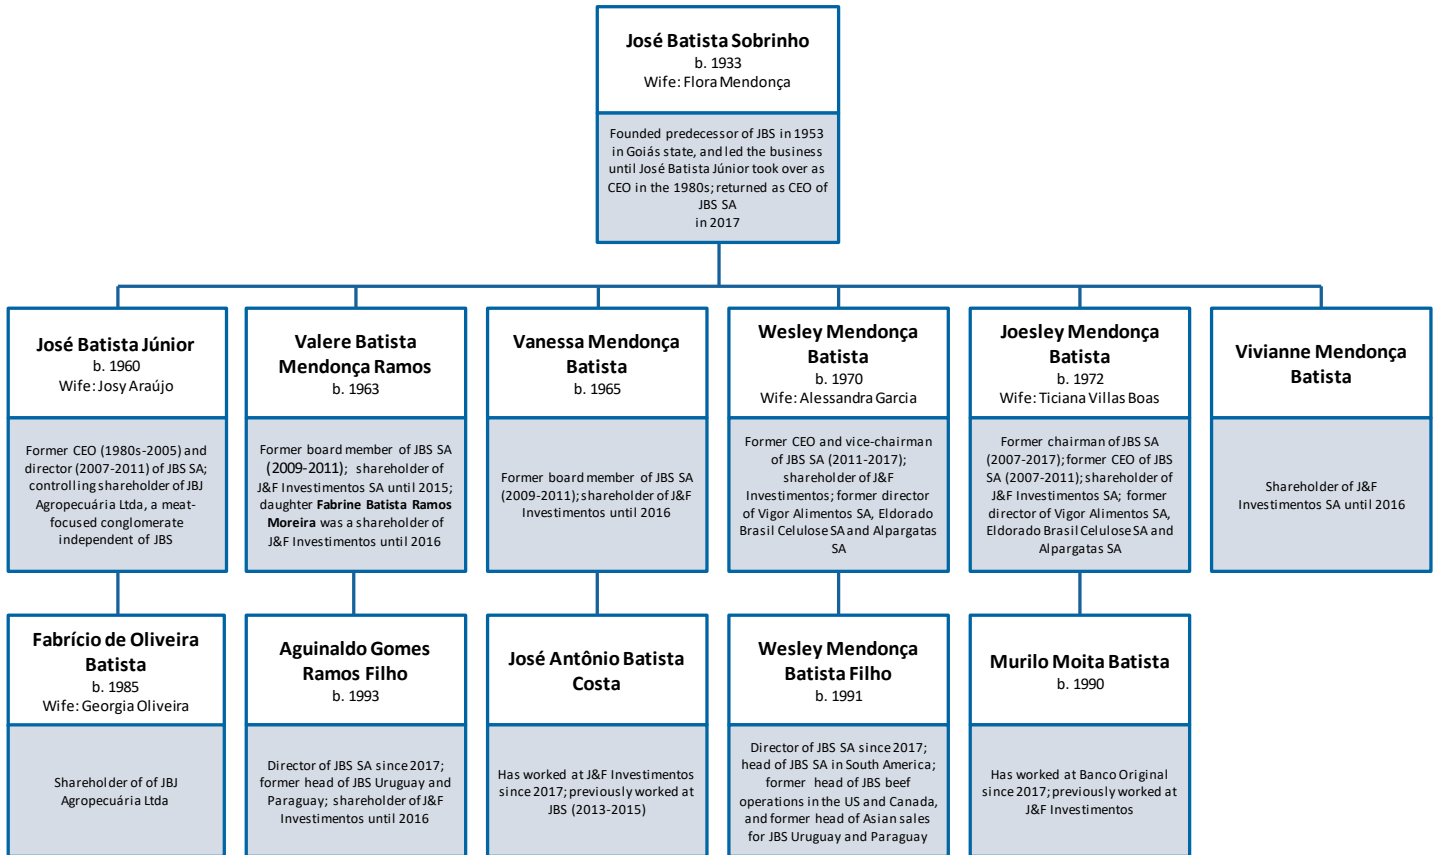 José Batista Sobrinho
b. 1933
Wife: Flora Mendonça
Founded predecessor of JBS in 1953
in Goiás state, and led the business
until José Batista Júnior took over as
CEO in the 1980s; returned as CEO of
JBS SA
in 2017
José Batista Júnior
b. 1960
Wife: Josy Araújo
Former CEO (1980s-2005) and
director (2007-2011) of JBS SA;
controlling shareholder of JBJ
Agropecuária Ltda, a meat-
focused conglomerate
independent of JBS
Valere Batista
Mendonça Ramos
b. 1963
Former board member of JBS SA
(2009-2011); shareholder of
J&F Investimentos SA until 2015;
daughter Fabrine Batista Ramos
Moreira was a shareholder of
J&F Investimentos until 2016
Vanessa Mendonça
Batista
b. 1965
Former board member of JBS SA
(2009-2011); shareholder of J&F
Investimentos until 2016
Wesley Mendonça
Batista
b. 1970
Wife: Alessandra Garcia
Former CEO and vice-chairman
of JBS SA (2011-2017);
shareholder of J&F
Investimentos; former director
of Vigor Alimentos SA, Eldorado
Brasil Celulose SA and Alpargatas
SA
Joesley Mendonça
Batista
b. 1972
Wife: Ticiana Villas Boas
Former chairman of JBS SA
(2007-2017); former CEO of JBS
SA (2007-2011); shareholder of
J&F Investimentos SA; former
director of Vigor Alimentos SA,
Eldorado Brasil Celulose SA and
Alpargatas SA
Vivianne Mendonça
Batista
Shareholder of J&F
Investimentos SA until 2016
Fabrício de Oliveira
Batista
b. 1985
Wife: Georgia Oliveira
Shareholder of of JBJ
Agropecuária Ltda
Aguinaldo Gomes
Ramos Filho
b. 1993
Director of JBS SA since 2017;
former head of JBS Uruguay and
Paraguay; shareholder of J&F
Investimentos until 2016
José Antônio Batista
Costa
Has worked at J&F Investimentos
since 2017; previously worked at
JBS (2013-2015)
Wesley Mendonça
Batista Filho
b. 1991
Director of JBS SA since 2017;
head of JBS SA in South America;
former head of JBS beef
operations in the US and Canada,
and former head of Asian sales
for JBS Uruguay and Paraguay
Murilo Moita Batista
b. 1990
Has worked at Banco Original
since 2017; previously worked at
J&F Investimentos